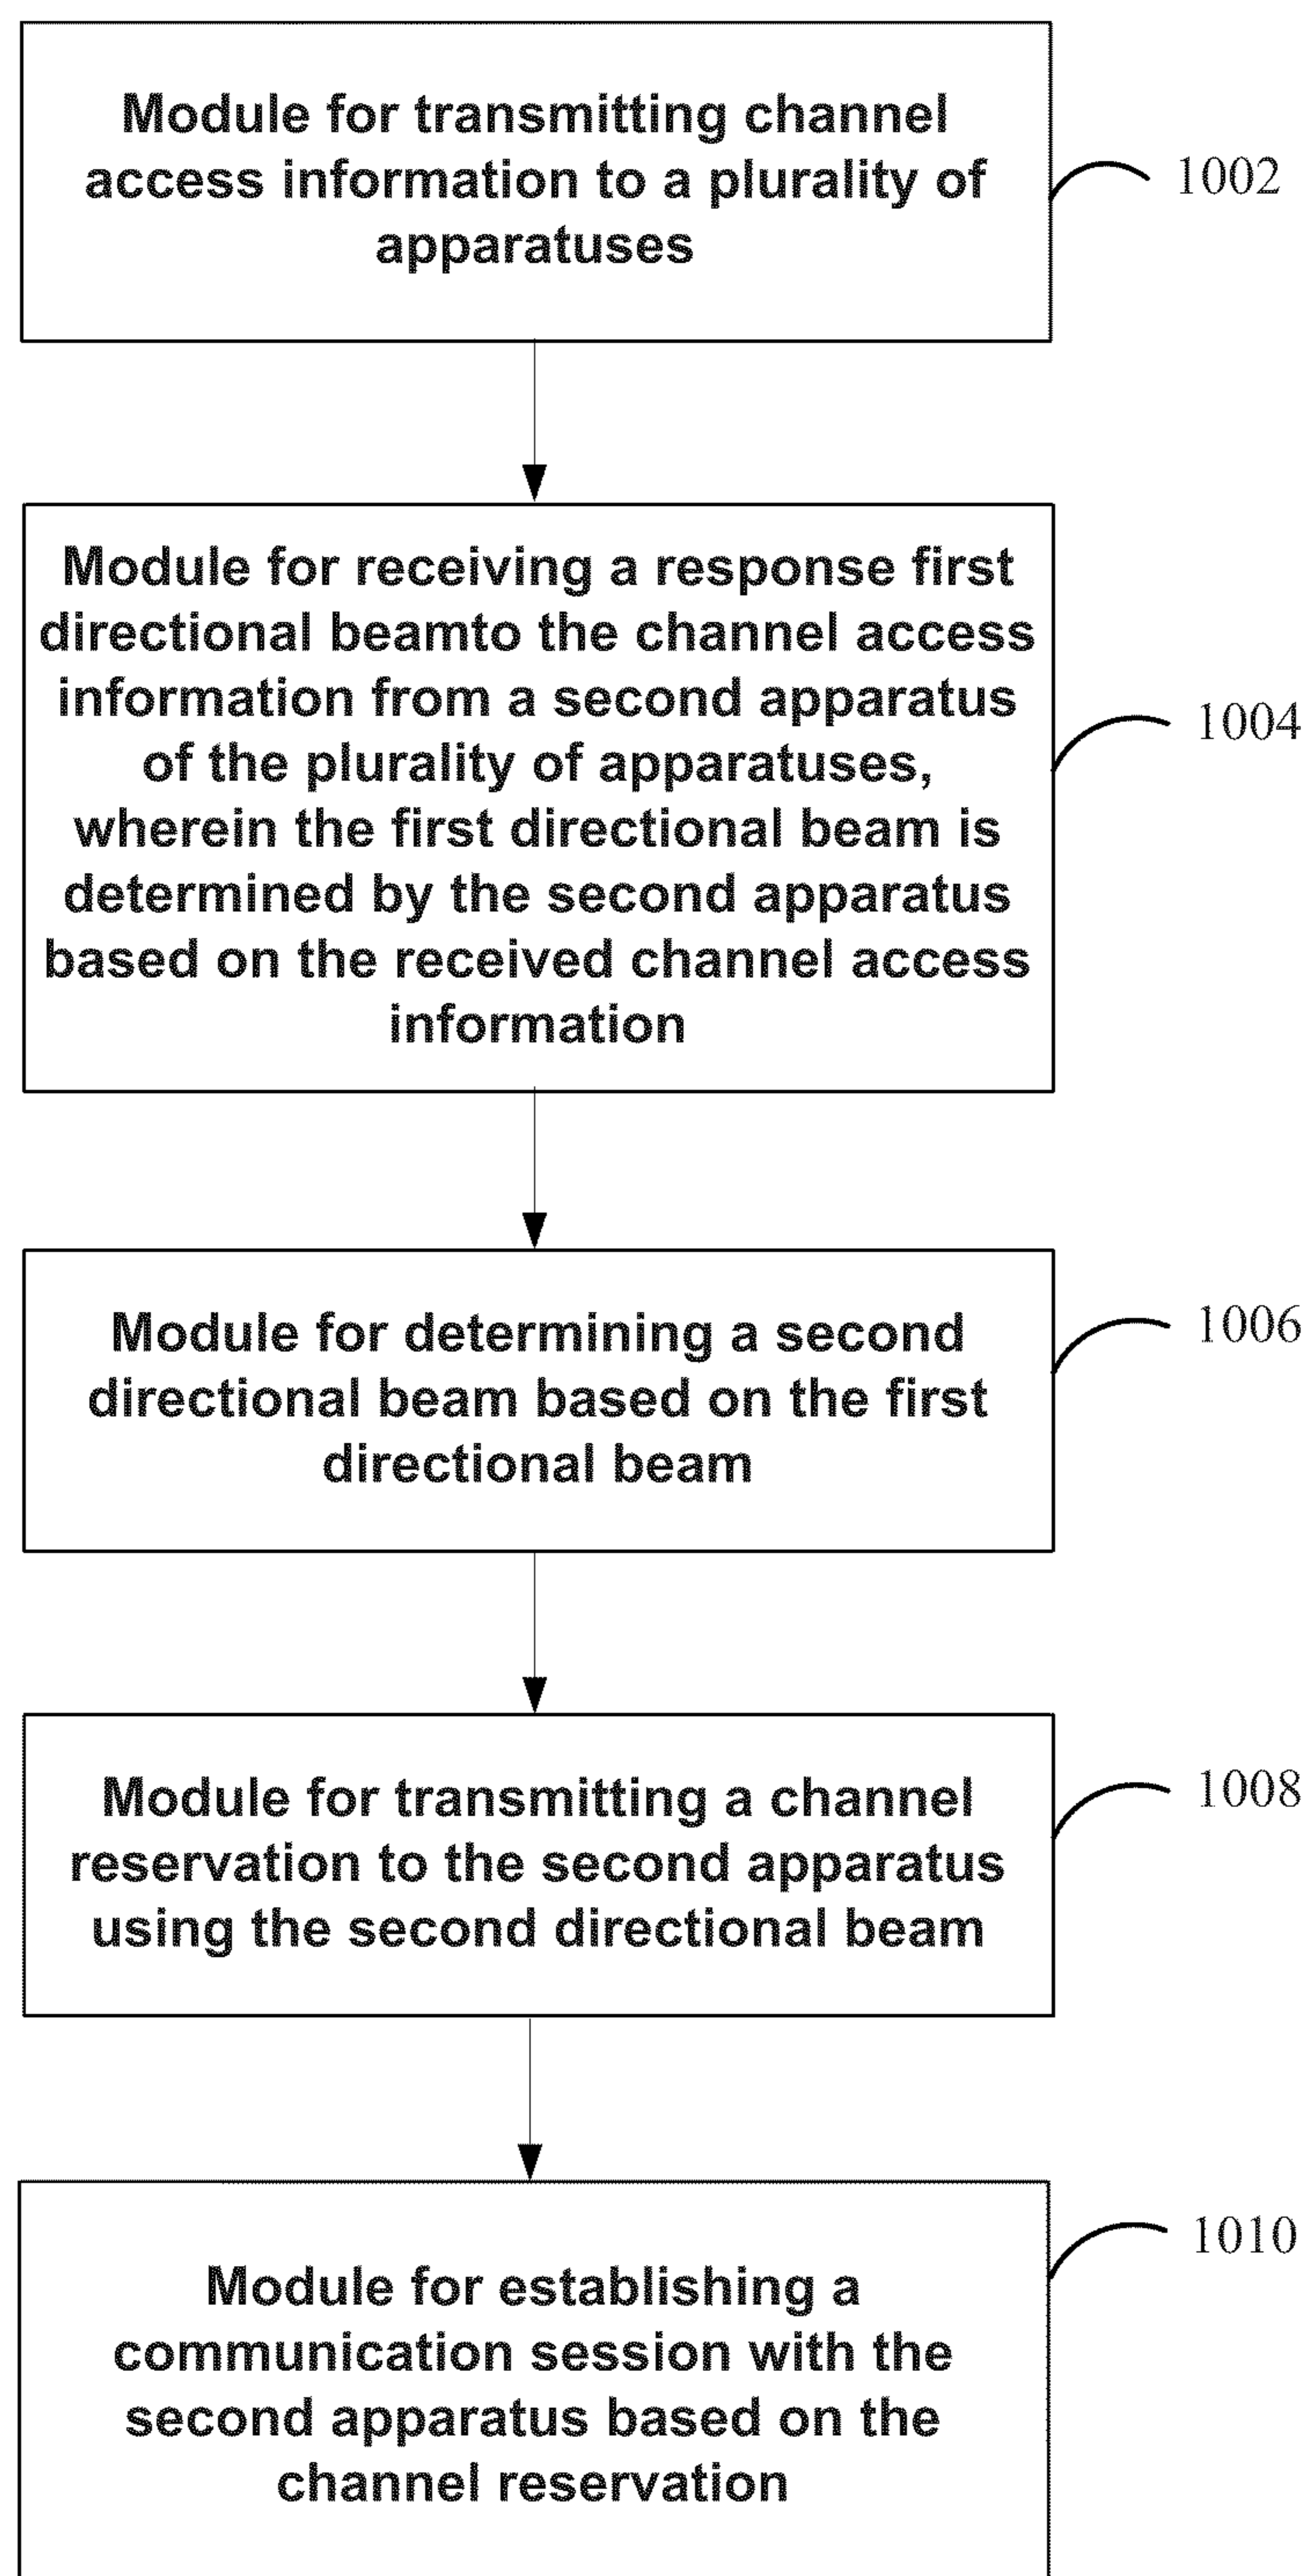 Module for transmitting channel
access information to a plurality of
apparatuses
1002
Module for receiving a response first
directional beamto the channel access
information from a second apparatus
of the plurality of apparatuses,
wherein the first directional beam is
determined by the second apparatus
based on the received channel access
information
1004
Module for determining a second
directional beam based on the first
directional beam
1006
Module for transmitting a channel
reservation to the second apparatus
using the second directional beam
1008
Module for establishing a
communication session with the
second apparatus based on the
channel reservation
1010